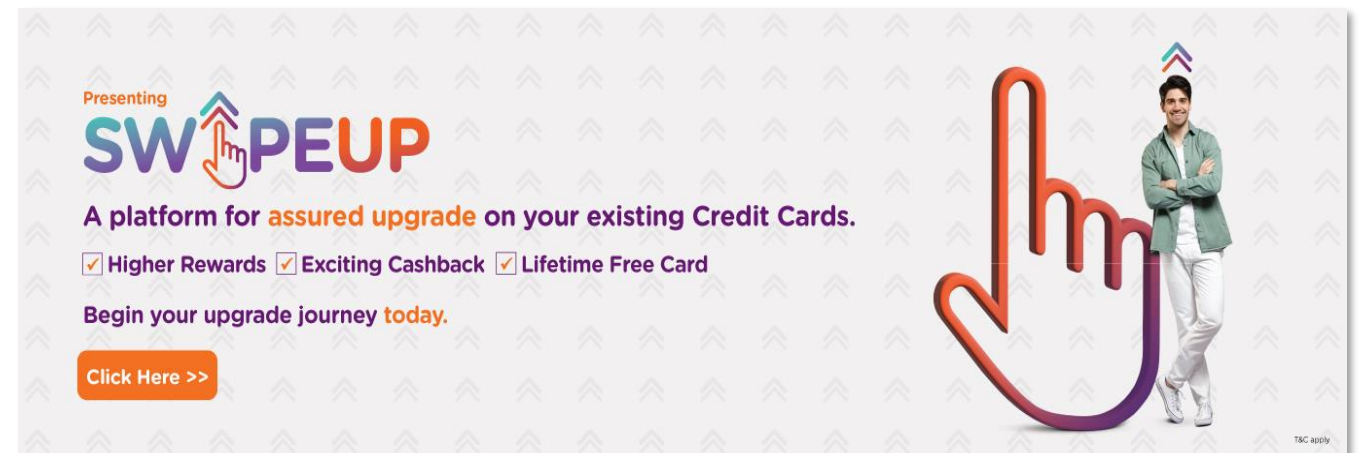 Presenting
SWIPEUP
A platform for assured upgrade on your existing Credit Cards.
Higher Rewards Exciting Cashback Lifetime Free Card
Begin your upgrade journey today.
Click Here >>
T&C apply